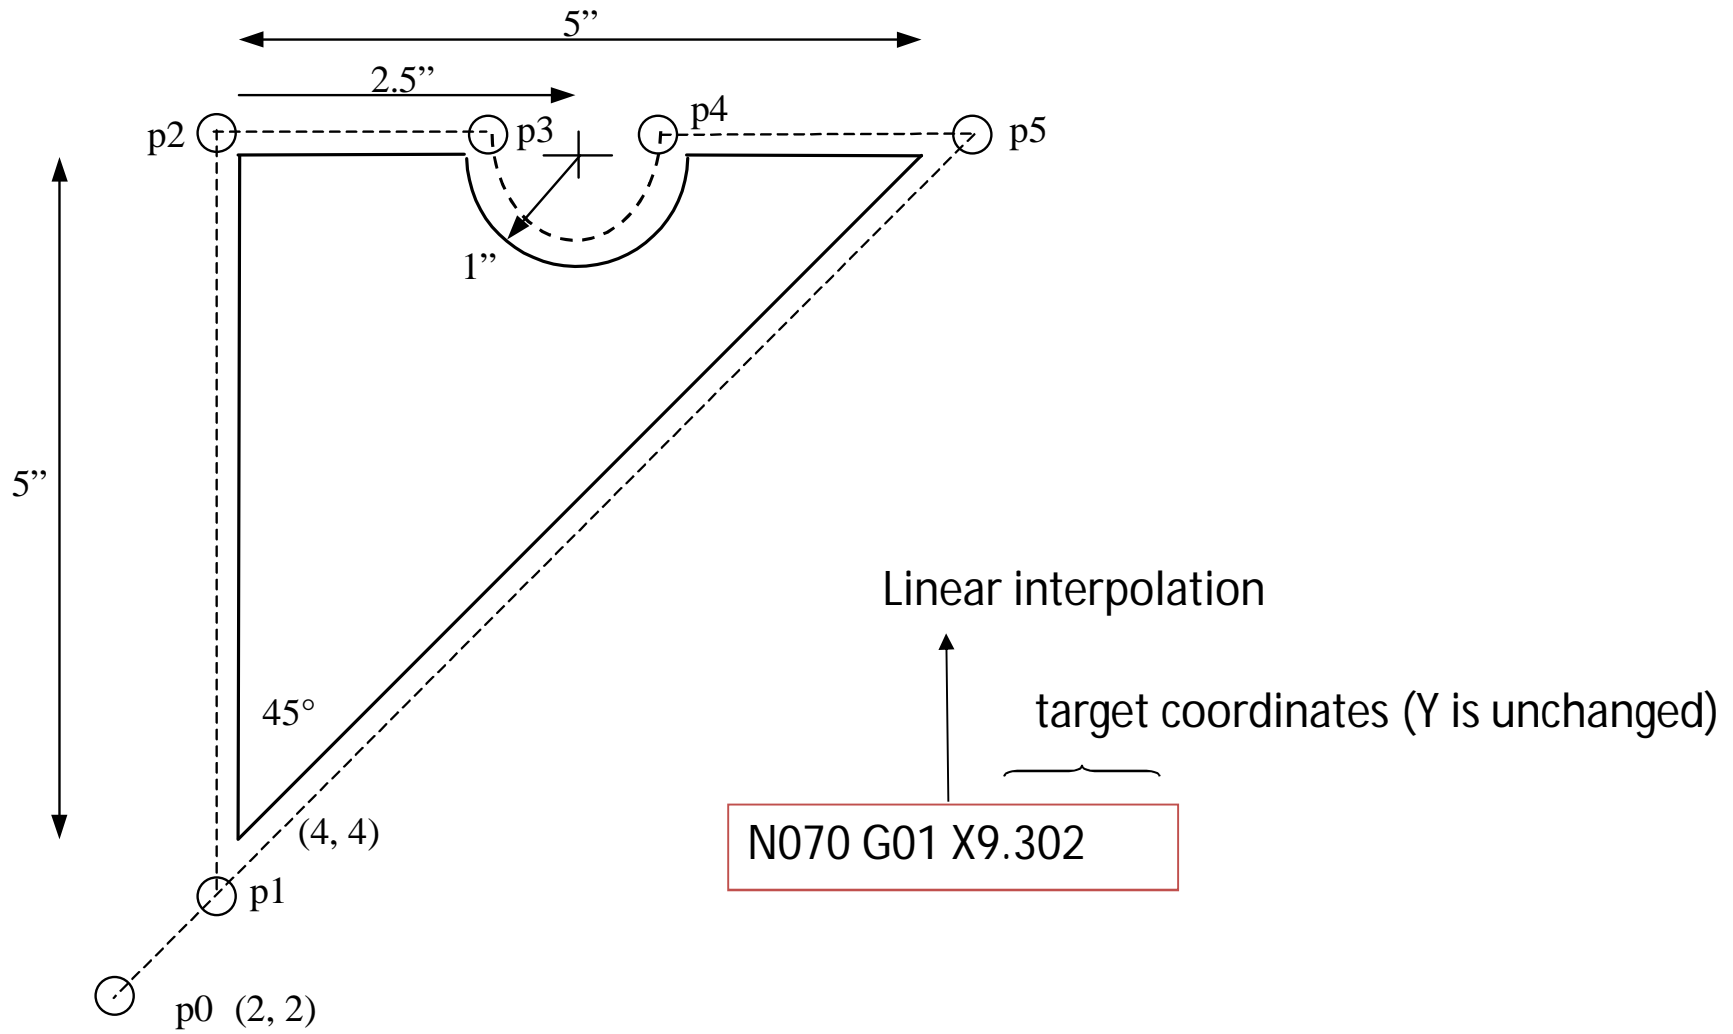 5”
2.5”
p2
p3
p4
p5
1”
5”
Linear interpolation
target coordinates (Y is unchanged)
45°
(4, 4)
N070 G01 X9.302
p1
p0 (2, 2)